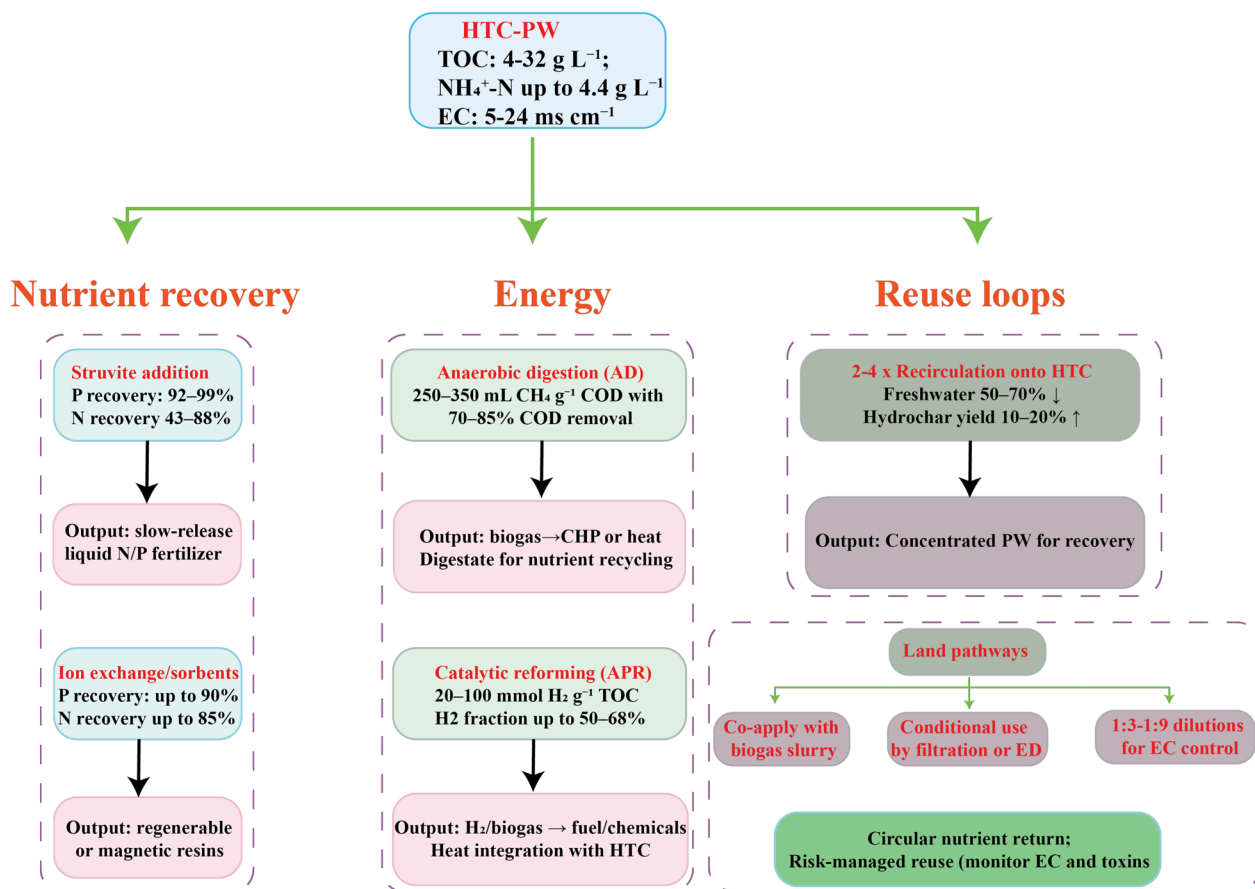 HTC-PW
TOC: 4-32 g L⁻¹;
NH₄⁺-N up to 4.4 g L⁻¹
EC: 5-24 ms cm⁻¹
Nutrient recovery
Struvite addition
P recovery: 92–99%
N recovery 43–88%
Output: slow-release
liquid N/P fertilizer
Ion exchange/sorbents
P recovery: up to 90%
N recovery up to 85%
Output: regenerable
or magnetic resins
Energy
Anaerobic digestion (AD)
250–350 mL CH₄ g⁻¹ COD with
70–85% COD removal
Output: biogas→CHP or heat
Digestate for nutrient recycling
Catalytic reforming (APR)
20–100 mmol H₂ g⁻¹ TOC
H2 fraction up to 50–68%
Output: H₂/biogas → fuel/chemicals
Heat integration with HTC
Reuse loops
2-4 x Recirculation onto HTC
Freshwater 50–70% ↓
Hydrochar yield 10–20% ↑
Output: Concentrated PW for recovery
Land pathways
Co-apply with
biogas slurry
Conditional use
by filtration or ED
1:3-1:9 dilutions
for EC control
Circular nutrient return;
Risk-managed reuse (monitor EC and toxins